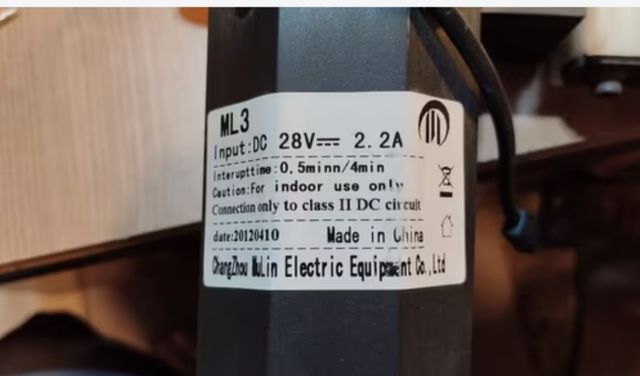 ML3
Input:DC 28V⎓ 2.2A
Interupttime:0.5minn/4min
Caution:For indoor use only
Connection only to class II DC circuit
date:20120410 Made in China
ChangZhou MuLin Electric Equipment Co.,Ltd